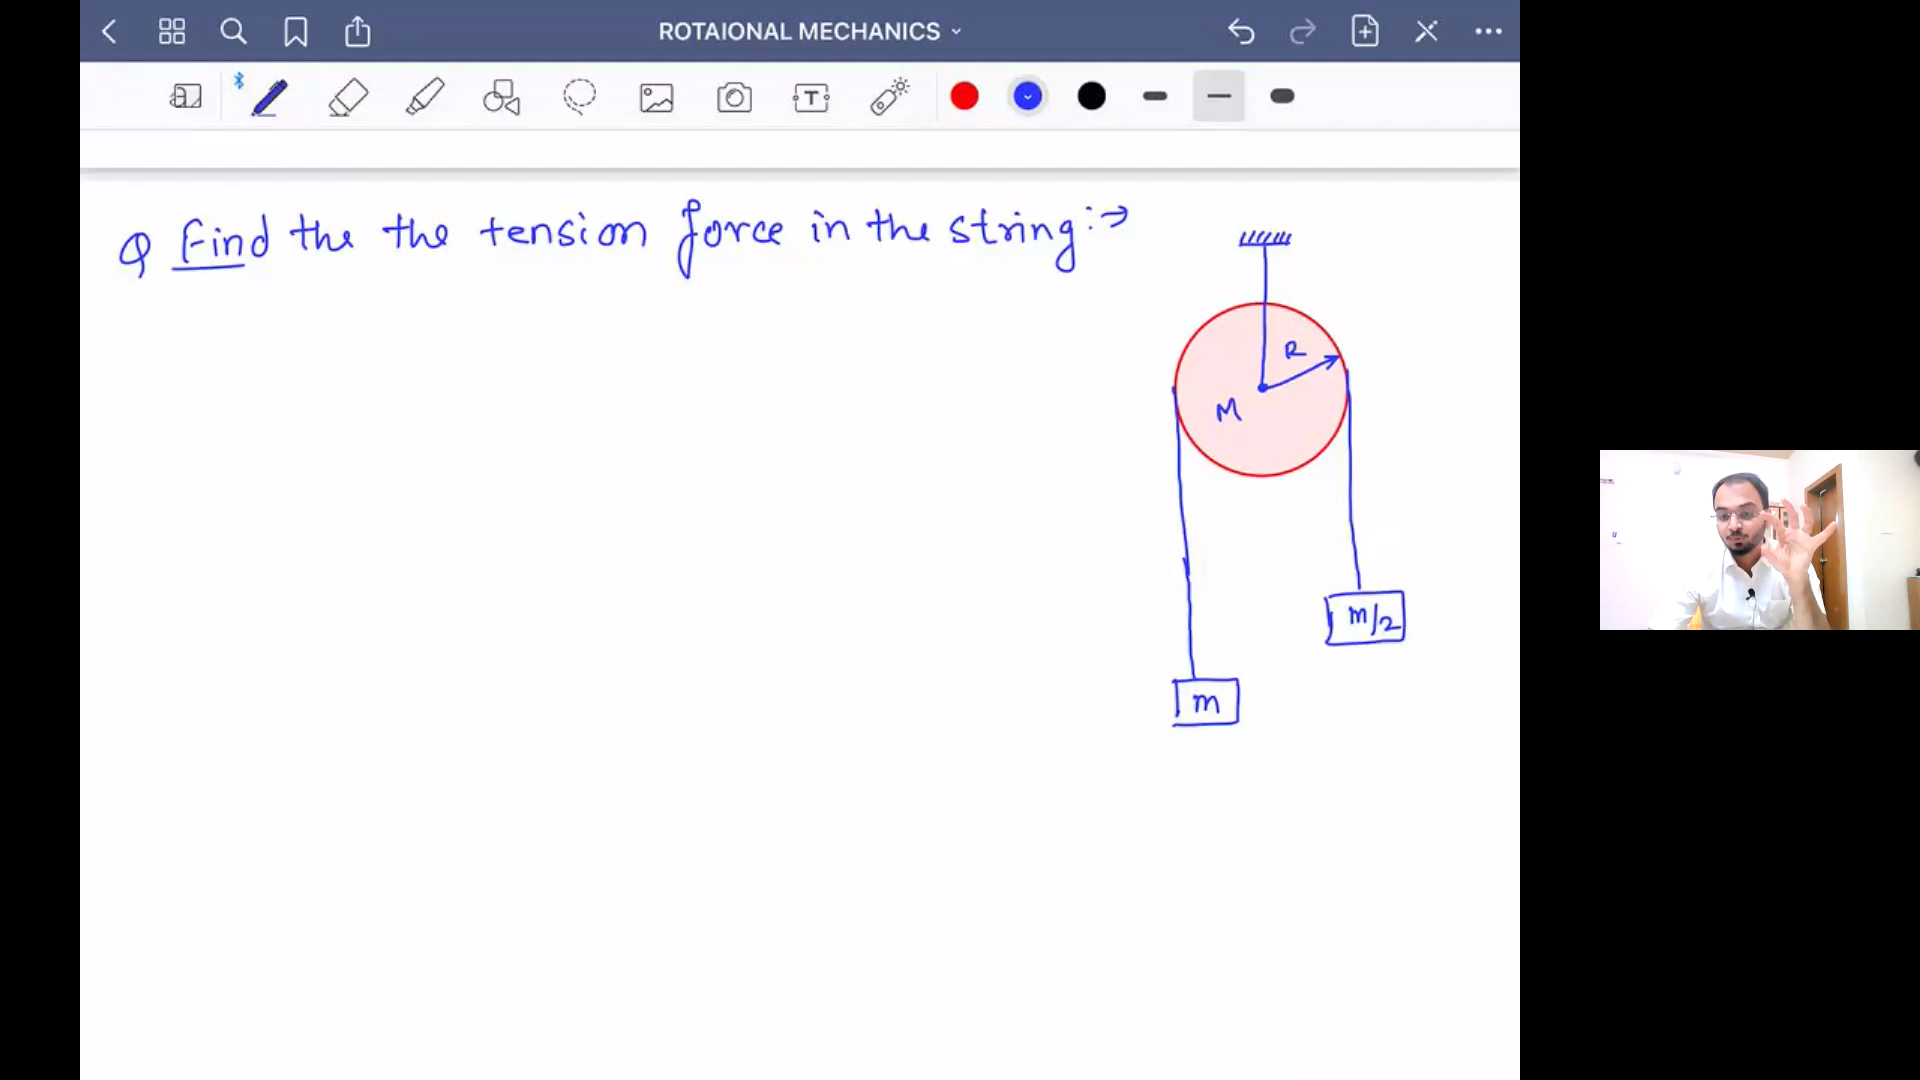 ROTAIONAL MECHANICS
T
Q Find the the tension force in the string :→
R
M
m/2
m